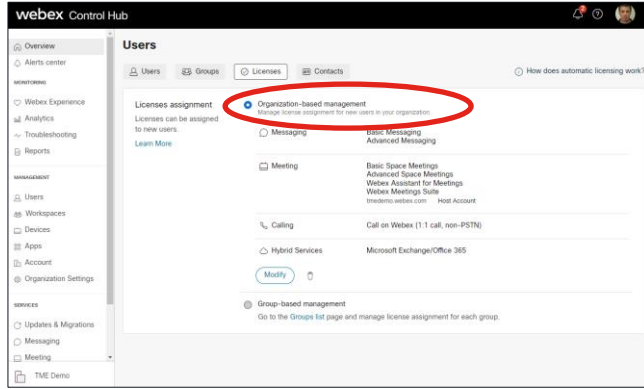 webex Control Hub
2
Overview
Alerts center
MONITORING
Webex Experience
Analytics
Troubleshooting
Reports
MANAGEMENT
Users
Workspaces
Devices
Apps
Account
Organization Settings
SERVICES
Updates & Migrations
Messaging
Meeting
TME Demo
Users
Users Groups Licenses Contacts
How does automatic licensing work?
Licenses assignment
Licenses can be assigned
to new users.
Learn More
Organization-based management
Manage license assignment for new users in your organization
Messaging
Basic Messaging
Advanced Messaging
Meeting
Basic Space Meetings
Advanced Space Meetings
Webex Assistant for Meetings
Webex Meetings Suite
tmedemo.webex.com Host Account
Calling
Call on Webex (1:1 call, non-PSTN)
Hybrid Services
Microsoft Exchange/Office 365
Modify
Group-based management
Go to the Groups list page and manage license assignment for each group.